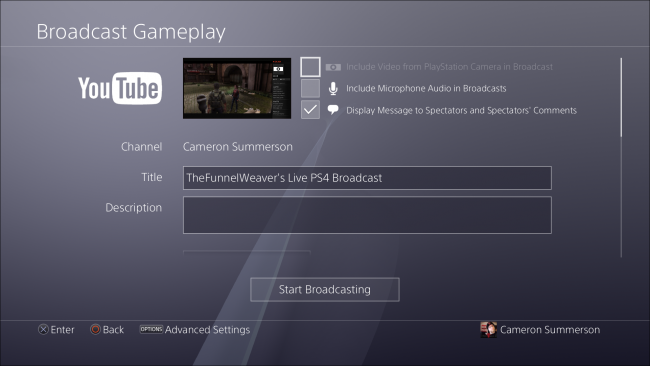 Broadcast Gameplay
YouTube
Include Video from PlayStation Camera in Broadcast
Include Microphone Audio in Broadcasts
Display Message to Spectators and Spectators' Comments
Channel Cameron Summerson
Title TheFunnelWeaver's Live PS4 Broadcast
Description
Start Broadcasting
Enter Back OPTIONS Advanced Settings Cameron Summerson